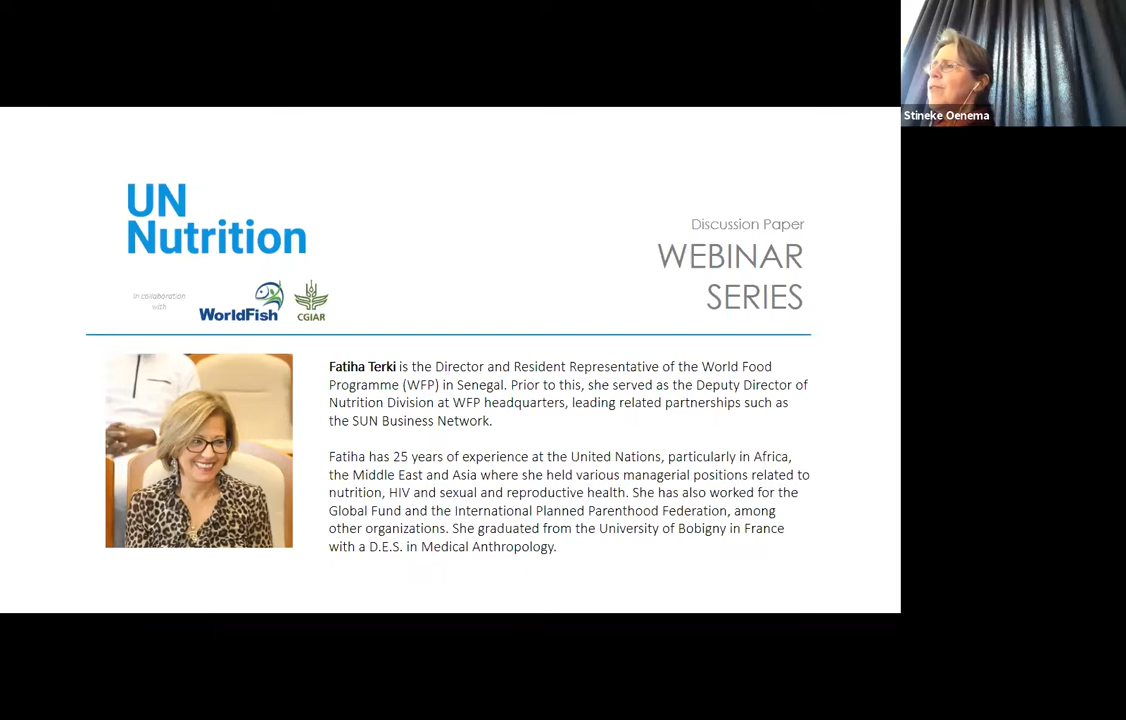 Stineke Oenema
UN
Nutrition
Discussion Paper
WEBINAR
SERIES
In collaboration
with
WorldFish
CGIAR
Fatiha Terki is the Director and Resident Representative of the World Food
Programme (WFP) in Senegal. Prior to this, she served as the Deputy Director of
Nutrition Division at WFP headquarters, leading related partnerships such as
the SUN Business Network.
Fatiha has 25 years of experience at the United Nations, particularly in Africa,
the Middle East and Asia where she held various managerial positions related to
nutrition, HIV and sexual and reproductive health. She has also worked for the
Global Fund and the International Planned Parenthood Federation, among
other organizations. She graduated from the University of Bobigny in France
with a D.E.S. in Medical Anthropology.